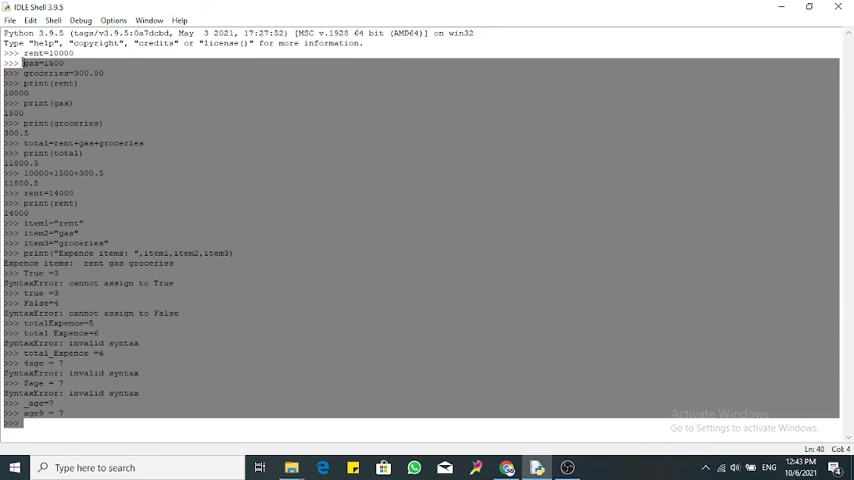 IDLE Shell 3.9.5
File Edit Shell Debug Options Window Help
Python 3.9.5 (tags/v3.9.5:0a7dcbd, May 3 2021, 17:27:52) [MSC v.1928 64 bit (AMD64)] on win32
Type "help", "copyright", "credits" or "license()" for more information.
>>> rent=10000
>>> gas=1500
>>> groceries=300.50
>>> print(rent)
10000
>>> print(gas)
1500
>>> print(groceries)
300.5
>>> total=rent+gas+groceries
>>> print(total)
11800.5
>>> 10000+1500+300.5
11800.5
>>> rent=14000
>>> print(rent)
14000
>>> item1="rent"
>>> item2="gas"
>>> item3="groceries"
>>> print("Expence items: ",item1,item2,item3)
Expence items:  rent gas groceries
>>> True =3
SyntaxError: cannot assign to True
>>> true =3
>>> False=4
SyntaxError: cannot assign to False
>>> totalExpence=5
>>> total Expence=6
SyntaxError: invalid syntax
>>> total_Expence =6
>>> 4age = 7
SyntaxError: invalid syntax
>>> $age = 7
SyntaxError: invalid syntax
>>> _age=7
>>> age9 = 7
>>>
Activate Windows
Go to Settings to activate Windows.
Ln: 40 Col: 4
Type here to search
ENG
12:43 PM
10/6/2021
4